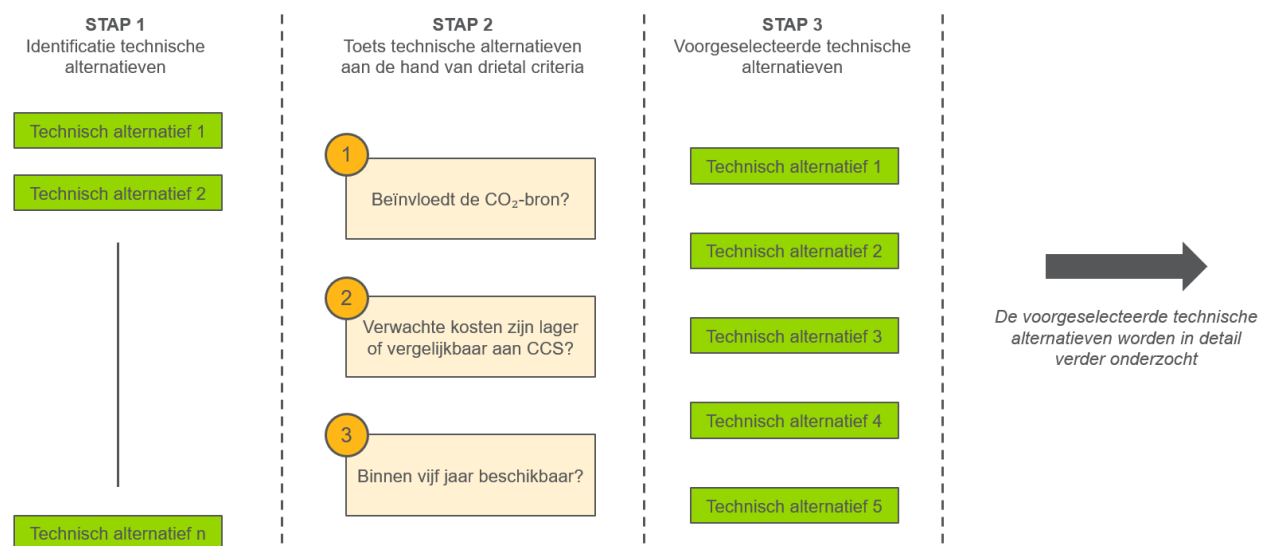 STAP 1
Identificatie technische
alternatieven
Technisch alternatief 1
Technisch alternatief 2
Technisch alternatief n
STAP 2
Toets technische alternatieven
aan de hand van drietal criteria
1
Beïnvloedt de CO₂-bron?
2
Verwachte kosten zijn lager
of vergelijkbaar aan CCS?
3
Binnen vijf jaar beschikbaar?
STAP 3
Voorgeselecteerde technische
alternatieven
Technisch alternatief 1
Technisch alternatief 2
Technisch alternatief 3
Technisch alternatief 4
Technisch alternatief 5
De voorgeselecteerde technische
alternatieven worden in detail
verder onderzocht